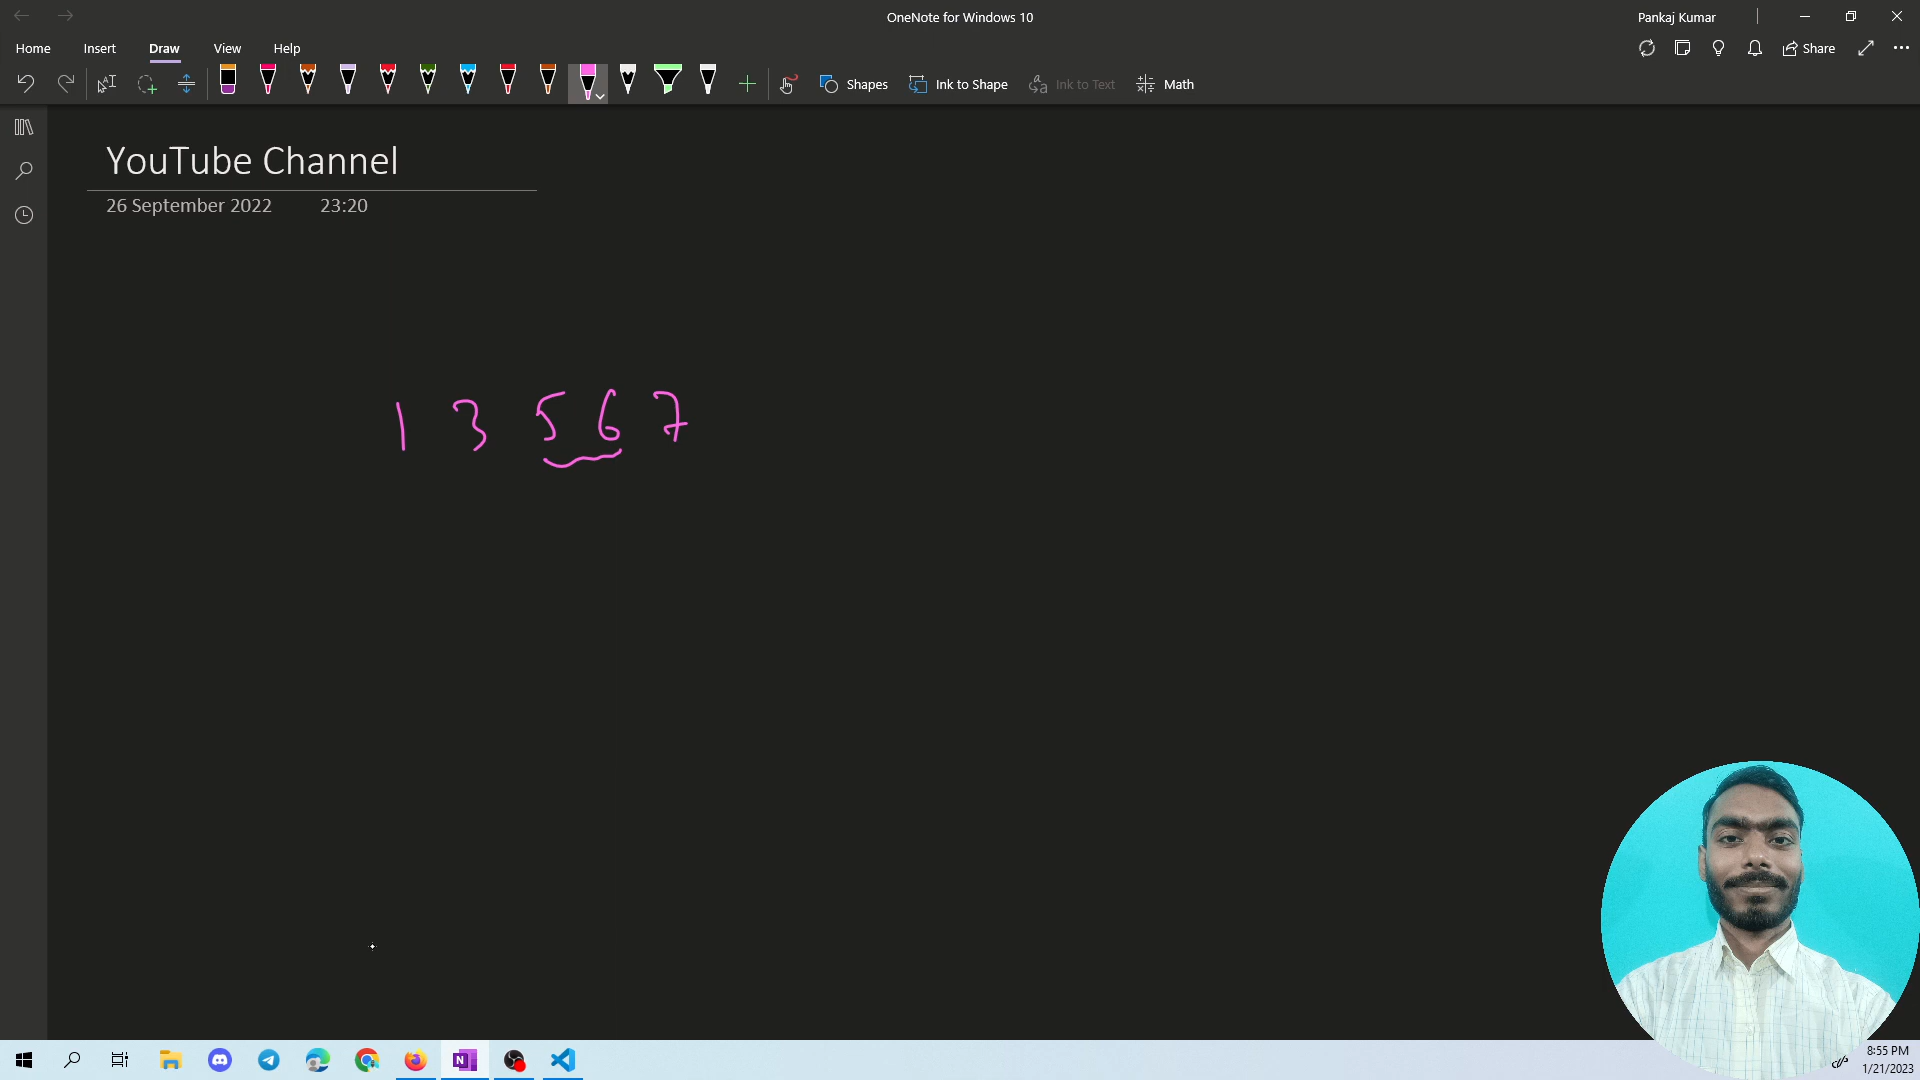 OneNote for Windows 10
Pankaj Kumar
Home Insert Draw View Help
Share
Shapes Ink to Shape Ink to Text Math
YouTube Channel
26 September 2022 23:20
1 3 5 6 7
8:55 PM
1/21/2023